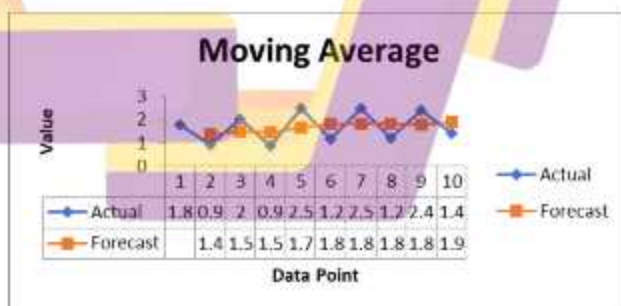 Moving Average
Value
3
2
1
0
1 2 3 4 5 6 7 8 9 10
Actual 1.8 0.9 2 0.9 2.5 1.2 2.5 1.2 2.4 1.4
Forecast 1.4 1.5 1.5 1.7 1.8 1.8 1.8 1.8 1.9
Data Point
Actual
Forecast